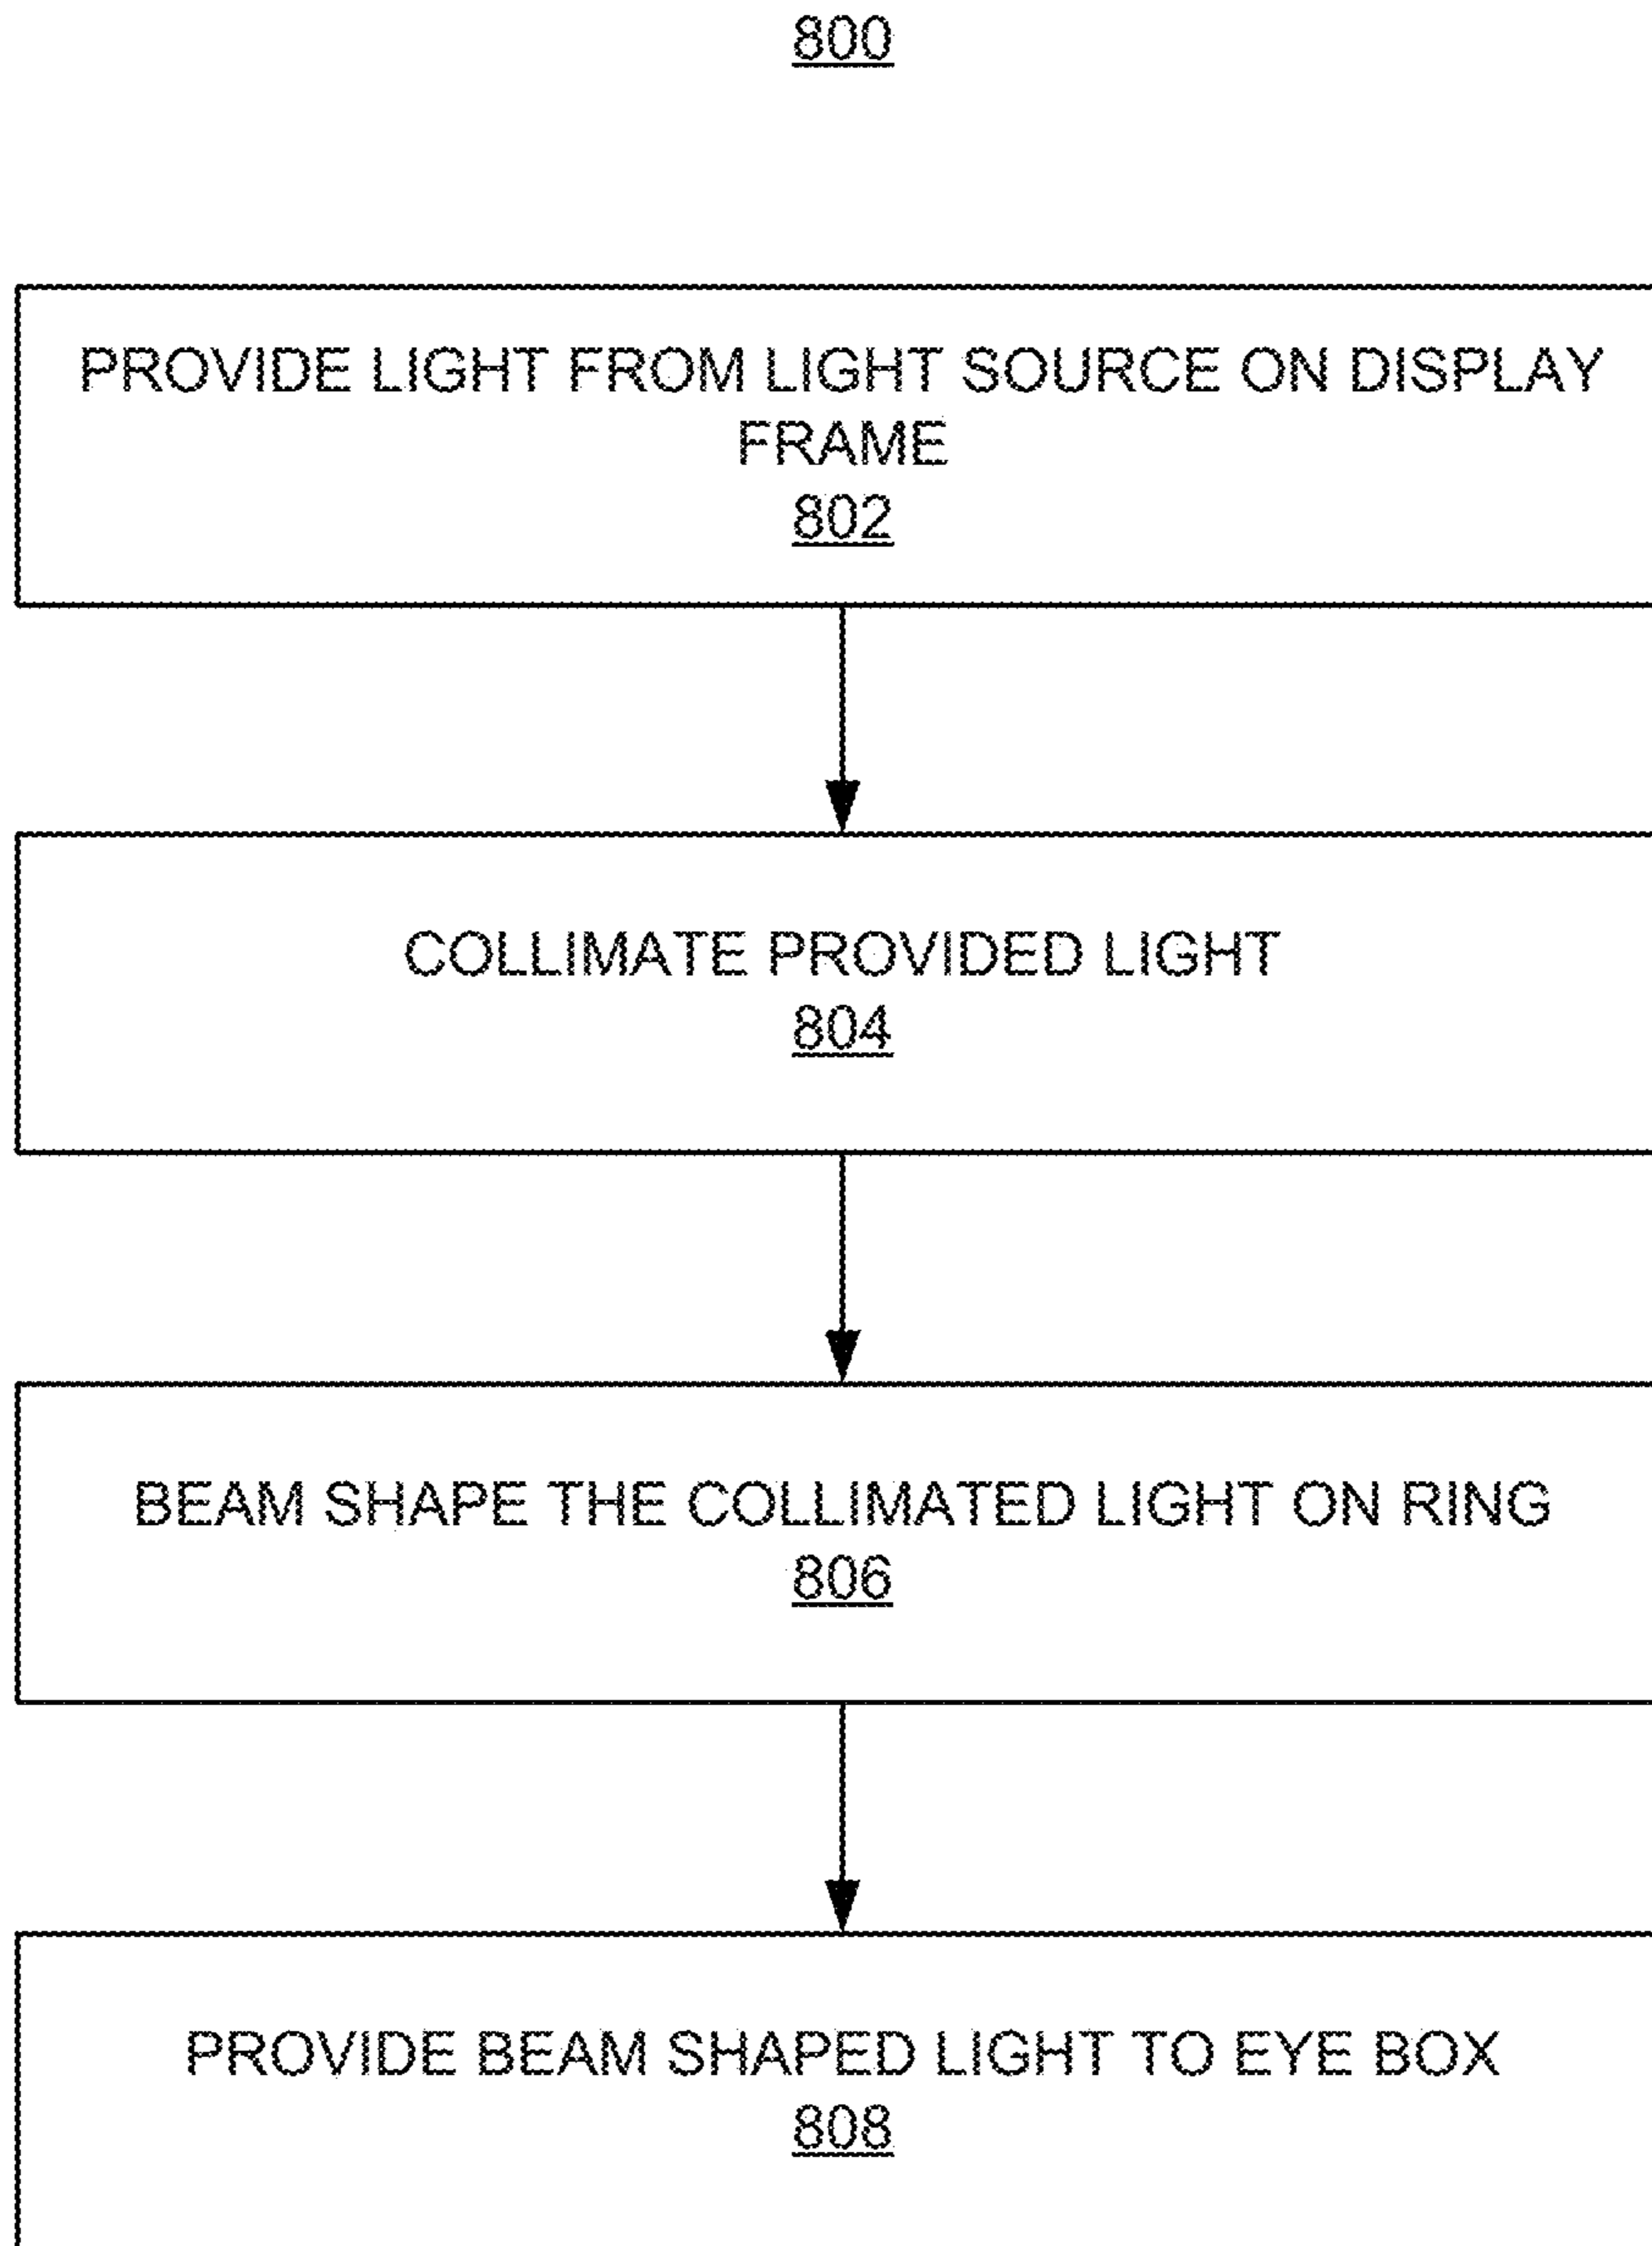 800
PROVIDE LIGHT FROM LIGHT SOURCE ON DISPLAY
FRAME
802
COLLIMATE PROVIDED LIGHT
804
BEAM SHAPE THE COLLIMATED LIGHT ON RING
806
PROVIDE BEAM SHAPED LIGHT TO EYE BOX
808